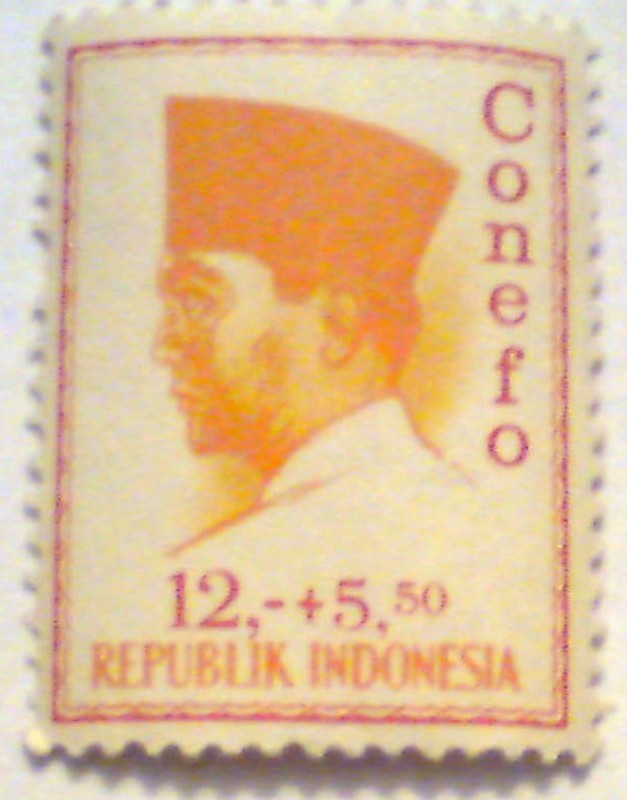 Conefo
12,-+5,50
REPUBLIK INDONESIA